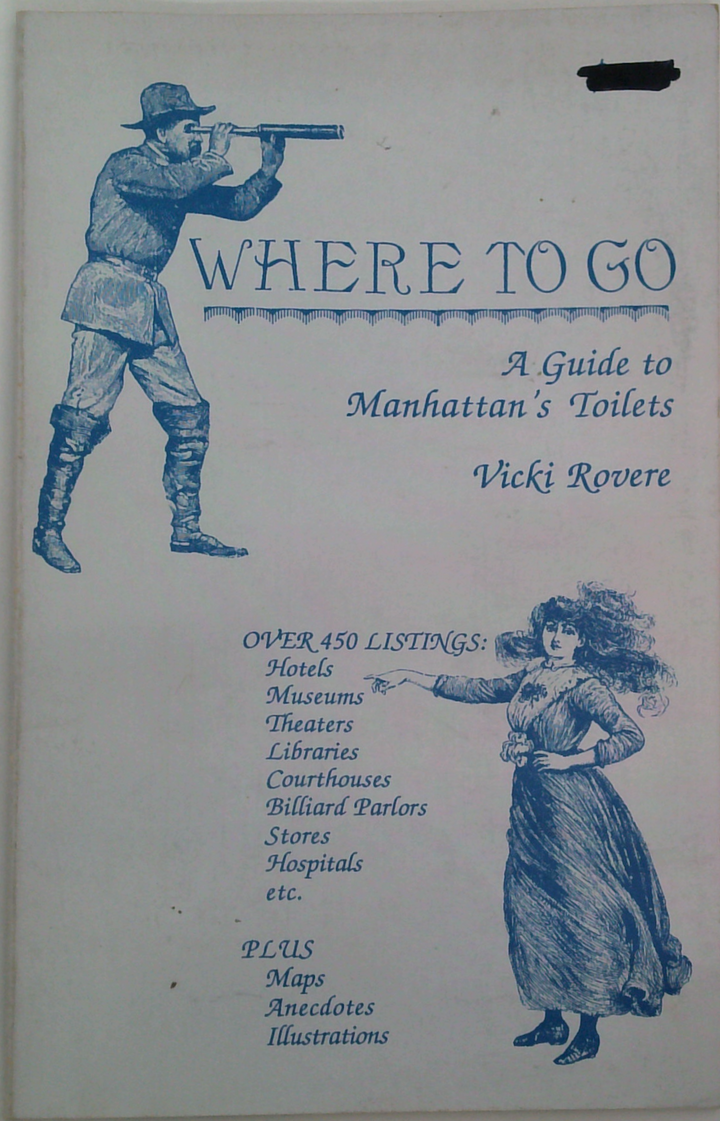 WHERE TO GO
A Guide to
Manhattan's Toilets
Vicki Rovere
OVER 450 LISTINGS:
Hotels
Museums
Theaters
Libraries
Courthouses
Billiard Parlors
Stores
Hospitals
etc.
PLUS
Maps
Anecdotes
Illustrations